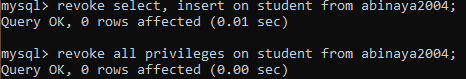 mysql> revoke select, insert on student from abinaya2004;
Query OK, 0 rows affected (0.01 sec)
mysql> revoke all privileges on student from abinaya2004;
Query OK, 0 rows affected (0.00 sec)